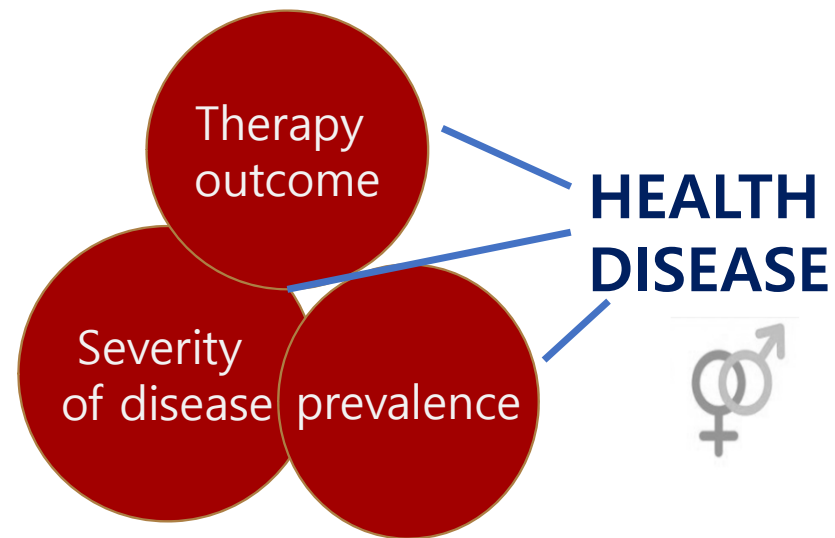 Therapy
outcome
HEALTH
DISEASE
Severity
of disease
prevalence